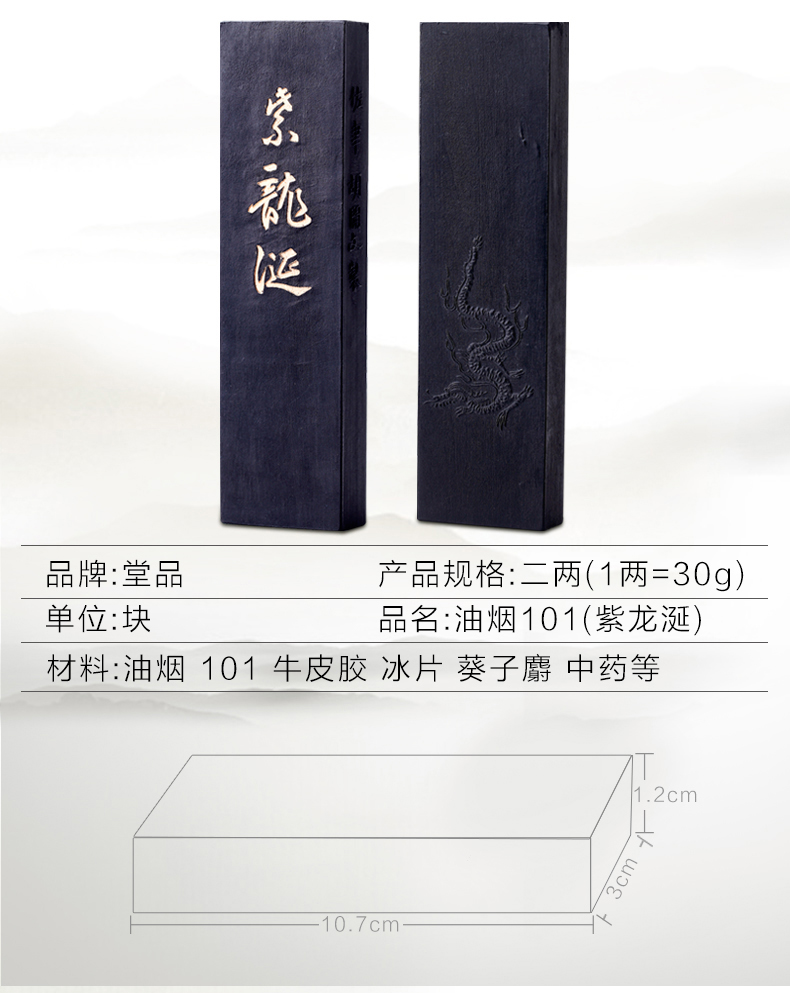 紫龍涎
品牌:堂品
产品规格:二两(1两=30g)
单位:块
品名:油烟101(紫龙涎)
材料:油烟 101 牛皮胶 冰片 葵子麝 中药等
1.2cm
3cm
10.7cm